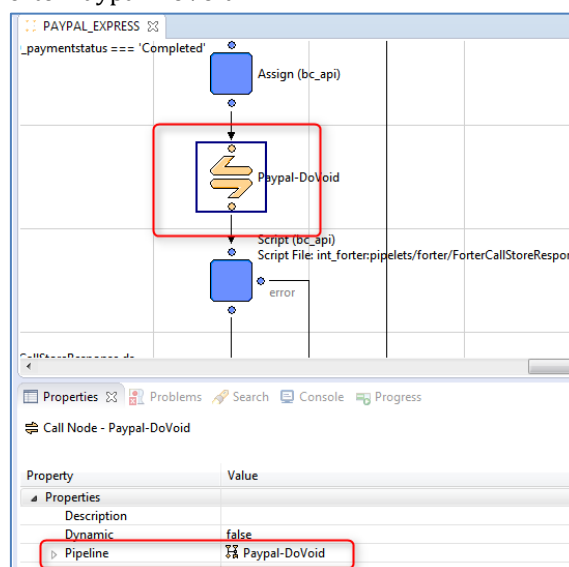 PAYPAL_EXPRESS
_paymentstatus === 'Completed'
Assign (bc_api)
Paypal-DoVoid
Script (bc_api)
Script File: int_forter:pipelets/forter/ForterCallStoreRespor
error
Properties Problems Search Console Progress
Call Node - Paypal-DoVoid
Property Value
Properties
Description
Dynamic false
Pipeline Paypal-DoVoid